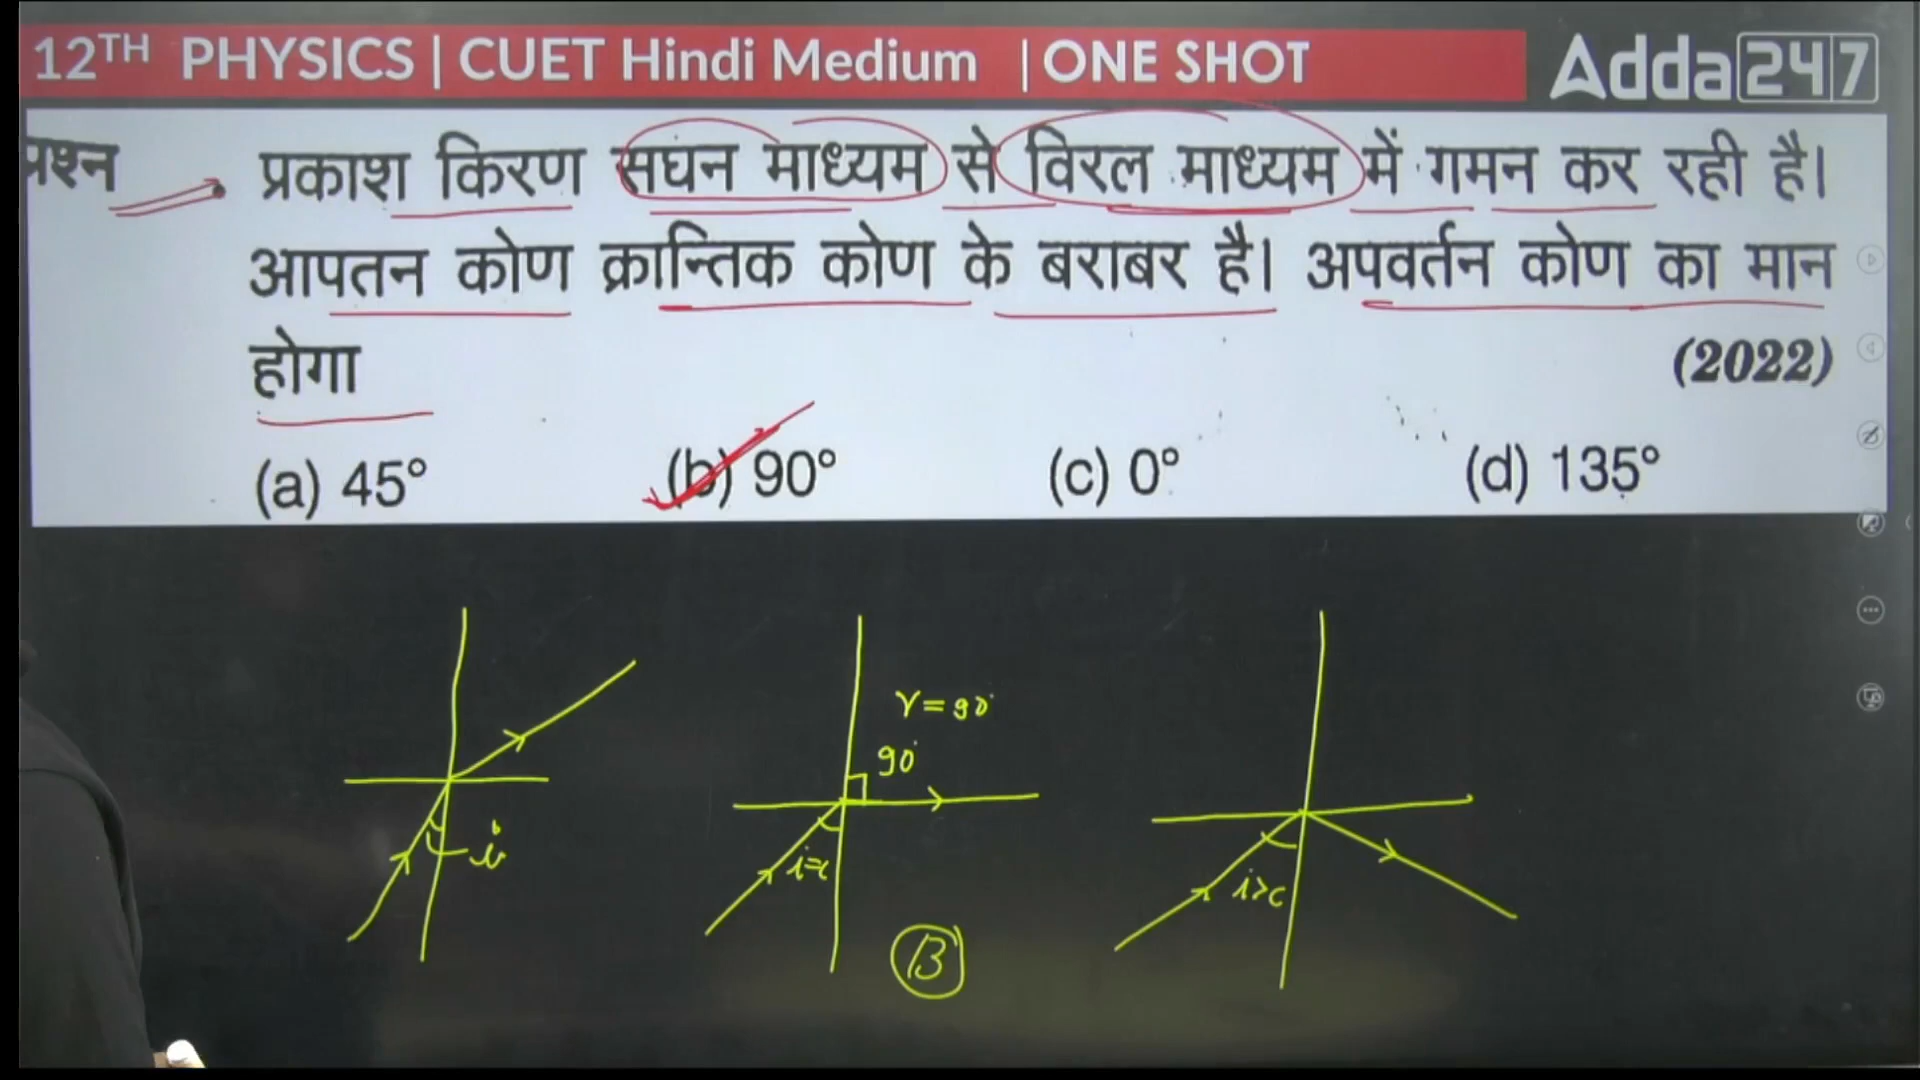 12TH PHYSICS | CUET Hindi Medium | ONE SHOT
Adda247
प्रश्न
प्रकाश किरण सघन माध्यम से विरल माध्यम में गमन कर रही है।
आपतन कोण क्रान्तिक कोण के बराबर है। अपवर्तन कोण का मान
होगा (2022)
(a) 45° (b) 90° (c) 0° (d) 135°
r = 90°
90°
i
i=c
i>c
B